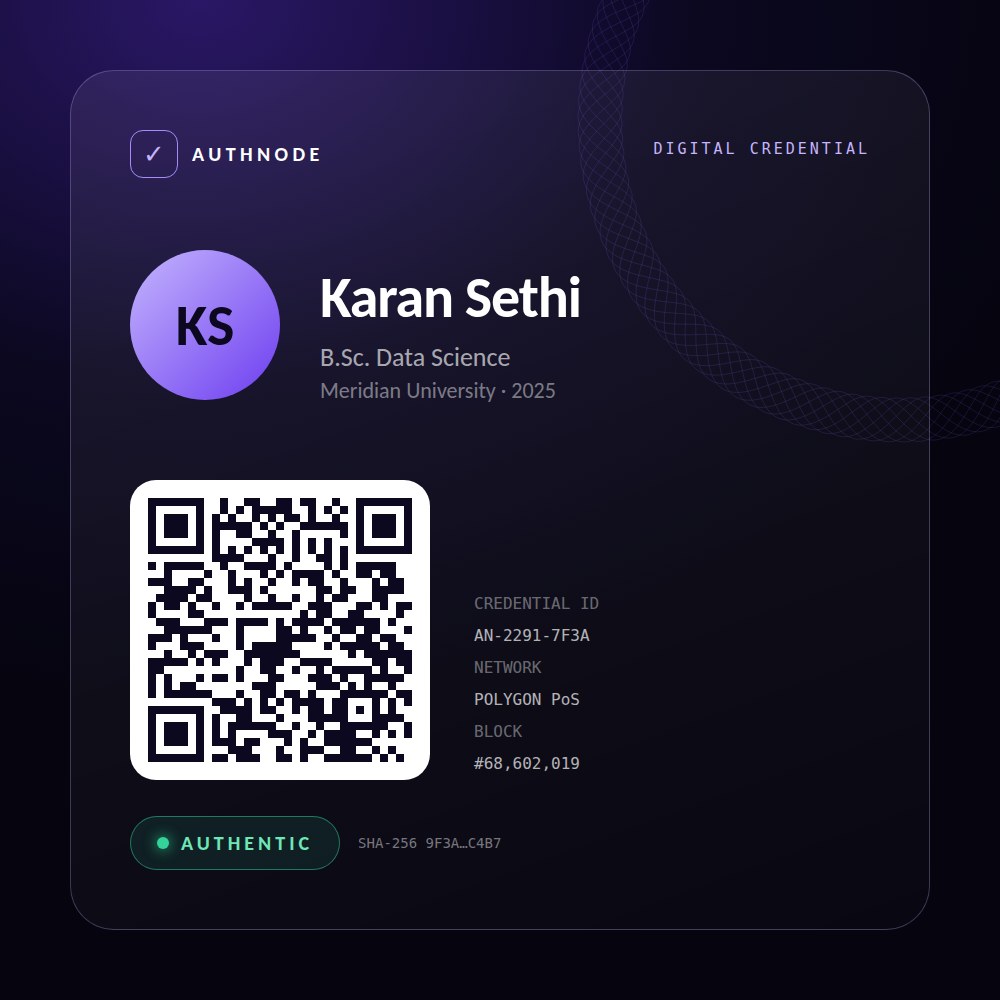 ✓ AUTHNODE
DIGITAL CREDENTIAL
KS
Karan Sethi
B.Sc. Data Science
Meridian University · 2025
CREDENTIAL ID
AN-2291-7F3A
NETWORK
POLYGON PoS
BLOCK
#68,602,019
AUTHENTIC
SHA-256 9F3A…C4B7